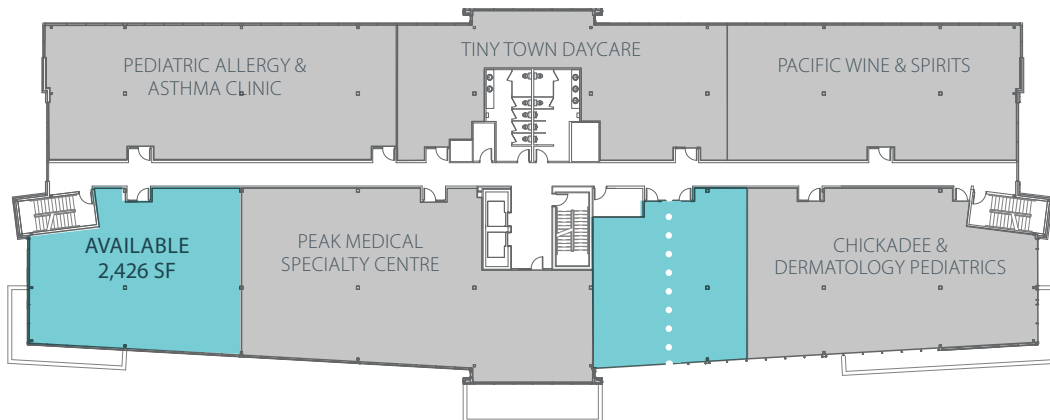 PEDIATRIC ALLERGY &
ASTHMA CLINIC
TINY TOWN DAYCARE
PACIFIC WINE & SPIRITS
AVAILABLE
2,426 SF
PEAK MEDICAL
SPECIALTY CENTRE
CHICKADEE &
DERMATOLOGY PEDIATRICS